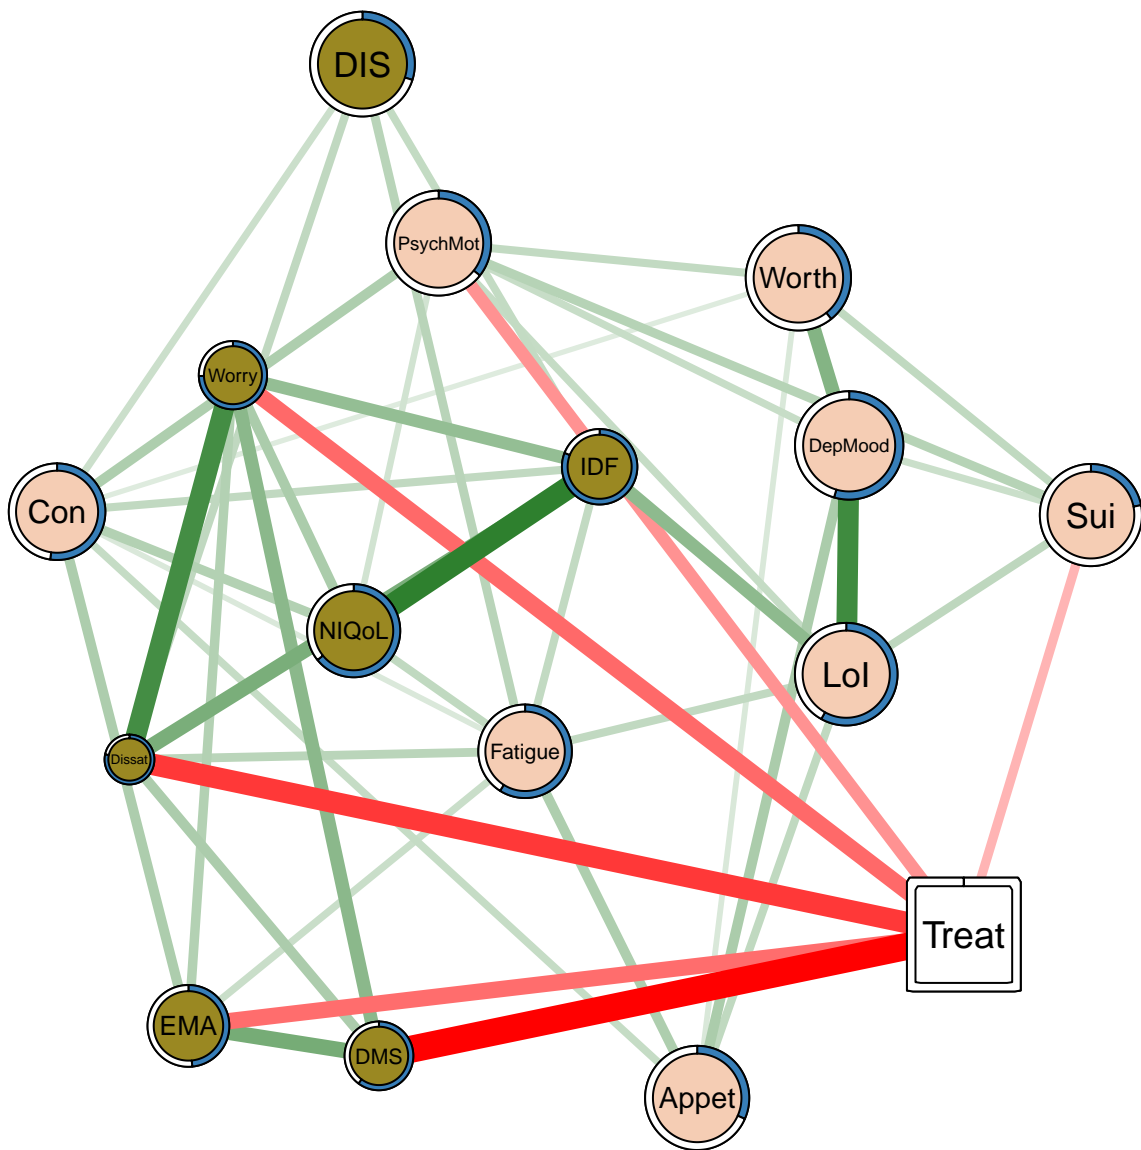 DIS
PsychMot
Worth
Worry
DepMood
IDF
Con
Sui
NIQoL
LoI
Dissat
Fatigue
Treat
EMA
DMS
Appet